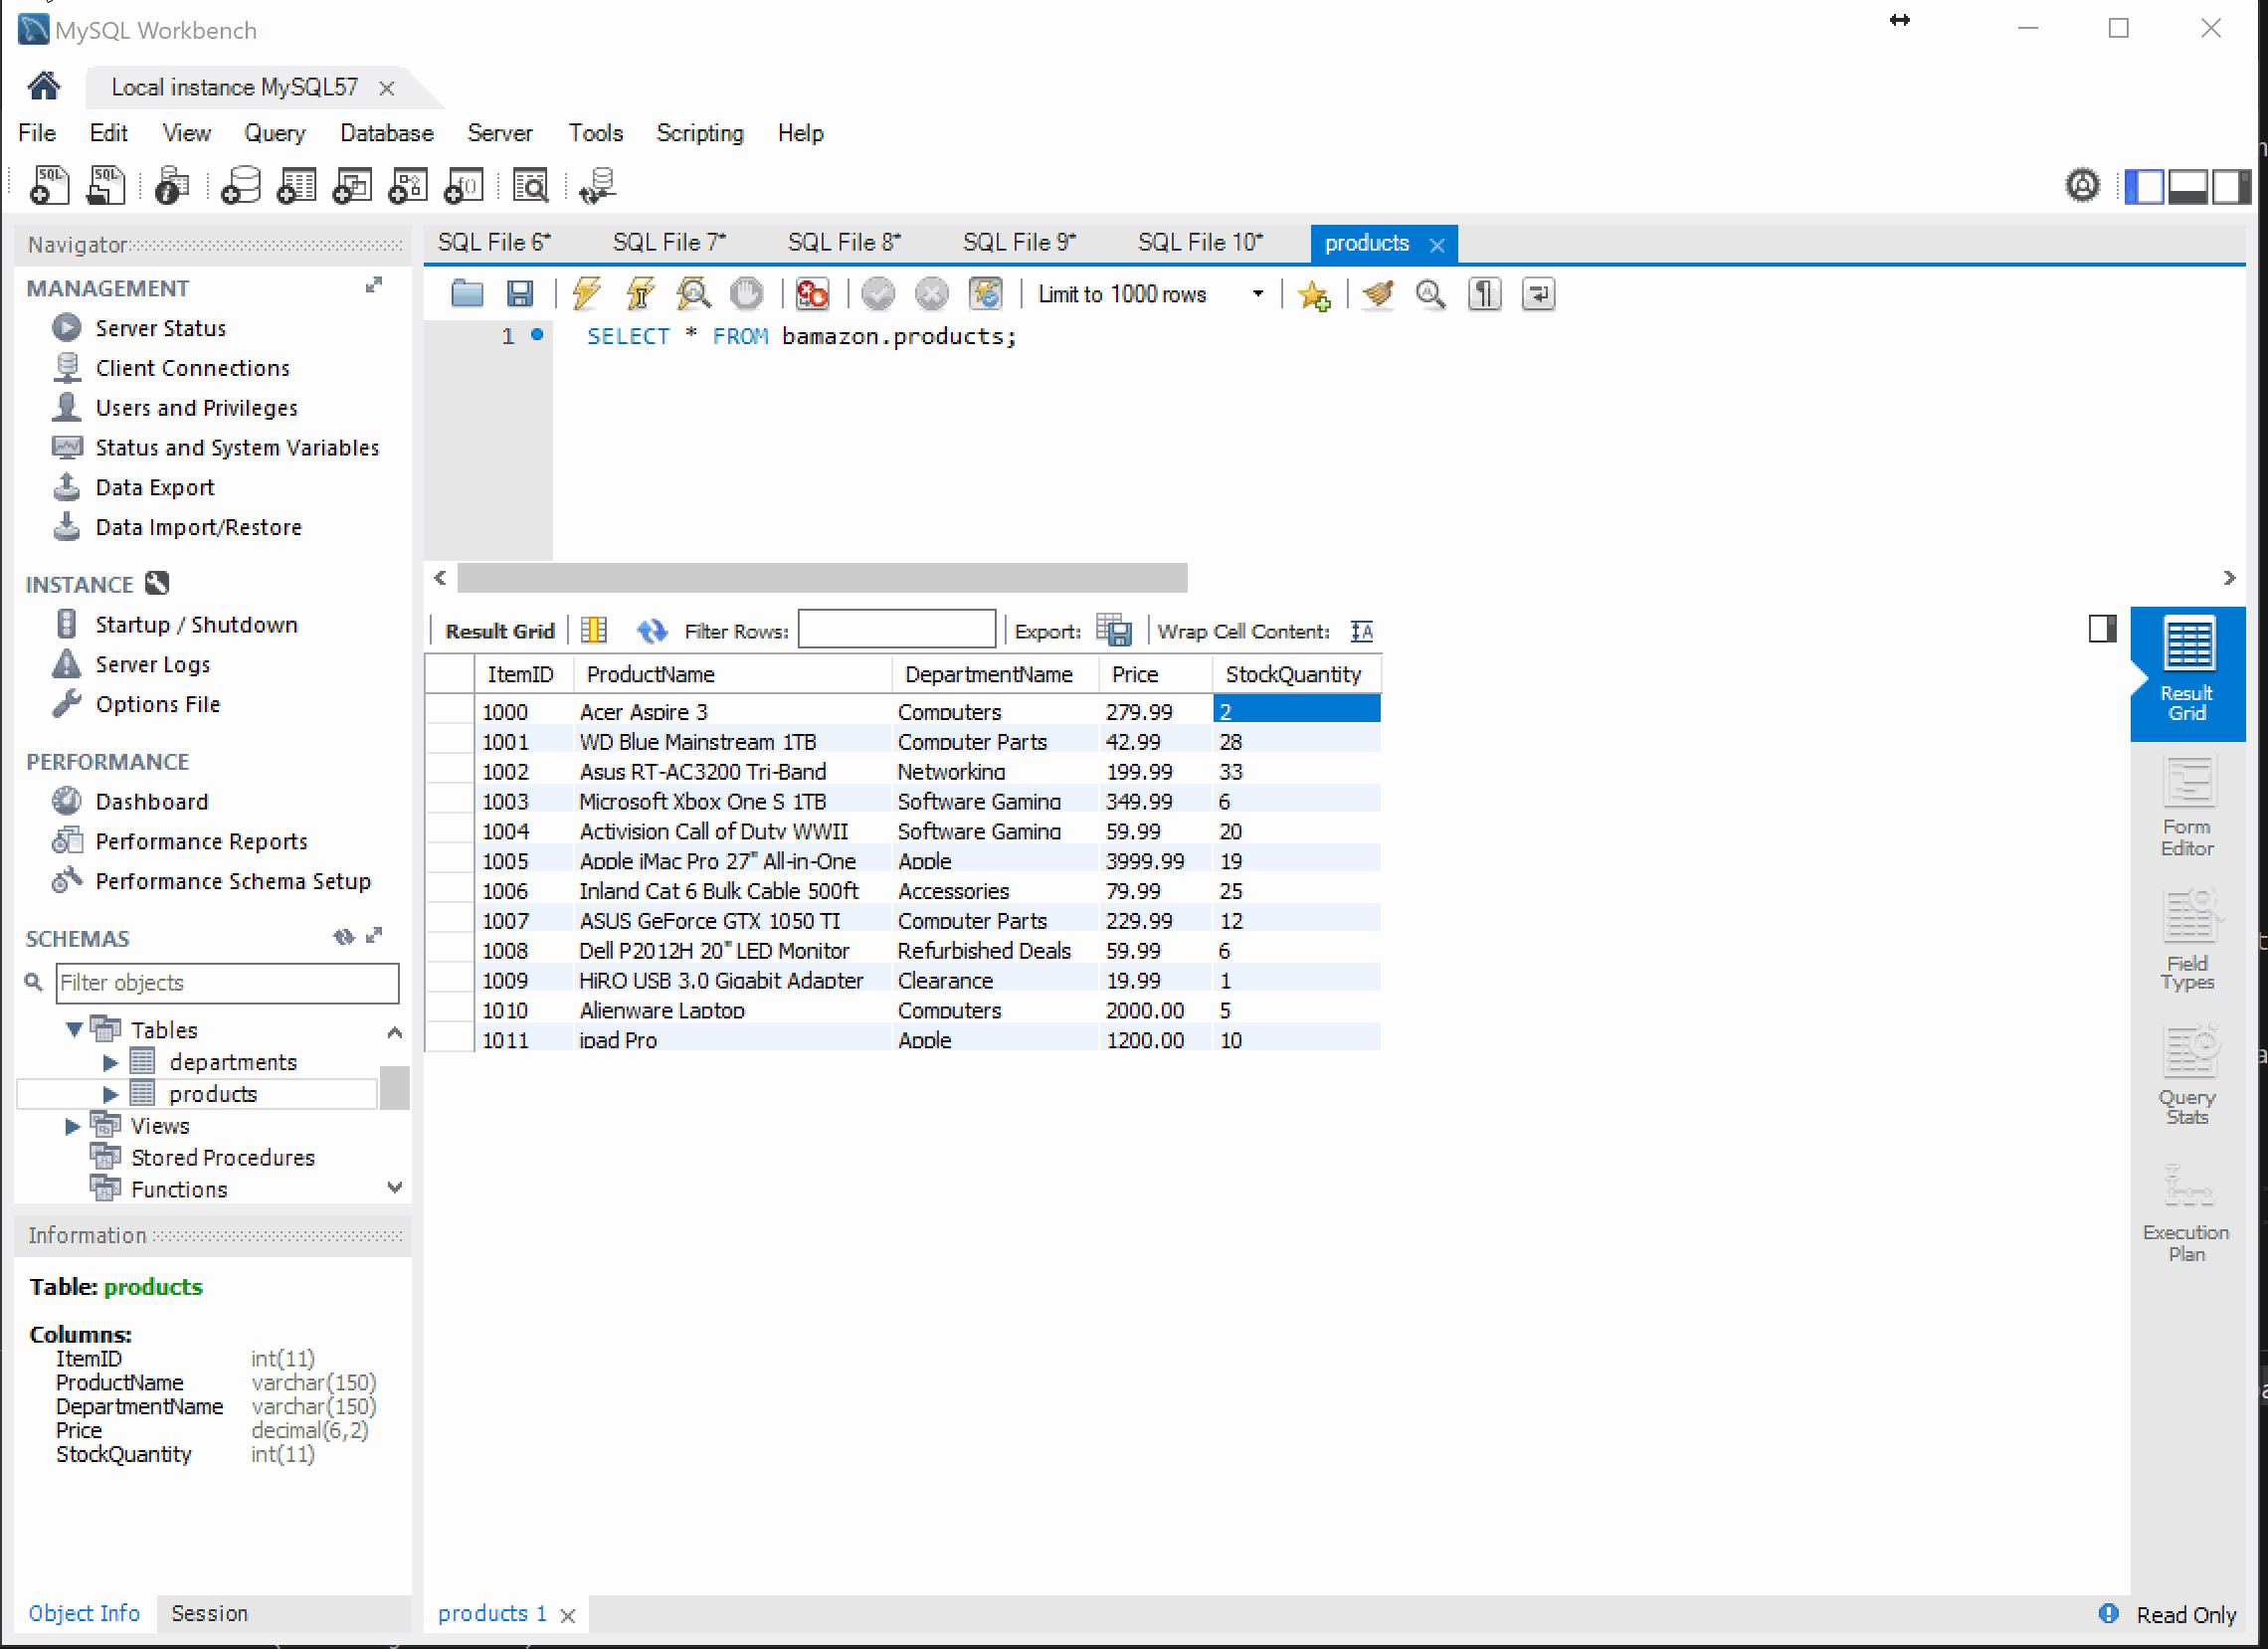 MySQL Workbench
Local instance MySQL57
File Edit View Query Database Server Tools Scripting Help
Navigator
MANAGEMENT
Server Status
Client Connections
Users and Privileges
Status and System Variables
Data Export
Data Import/Restore
INSTANCE
Startup / Shutdown
Server Logs
Options File
PERFORMANCE
Dashboard
Performance Reports
Performance Schema Setup
SCHEMAS
Filter objects
Tables
departments
products
Views
Stored Procedures
Functions
Information
Table: products
Columns:
ItemID int(11)
ProductName varchar(150)
DepartmentName varchar(150)
Price decimal(6,2)
StockQuantity int(11)
Object Info Session
SQL File 6* SQL File 7* SQL File 8* SQL File 9* SQL File 10* products
Limit to 1000 rows
1 SELECT * FROM bamazon.products;
Result Grid Filter Rows: Export: Wrap Cell Content:
ItemID ProductName DepartmentName Price StockQuantity
1000 Acer Aspire 3 Computers 279.99 2
1001 WD Blue Mainstream 1TB Computer Parts 42.99 28
1002 Asus RT-AC3200 Tri-Band Networking 199.99 33
1003 Microsoft Xbox One S 1TB Software Gaming 349.99 6
1004 Activision Call of Duty WWII Software Gaming 59.99 20
1005 Apple iMac Pro 27" All-in-One Apple 3999.99 19
1006 Inland Cat 6 Bulk Cable 500ft Accessories 79.99 25
1007 ASUS GeForce GTX 1050 TI Computer Parts 229.99 12
1008 Dell P2012H 20" LED Monitor Refurbished Deals 59.99 6
1009 HiRO USB 3.0 Gigabit Adapter Clearance 19.99 1
1010 Alienware Laptop Computers 2000.00 5
1011 ipad Pro Apple 1200.00 10
Result
Grid
Form
Editor
Field
Types
Query
Stats
Execution
Plan
products 1
Read Only